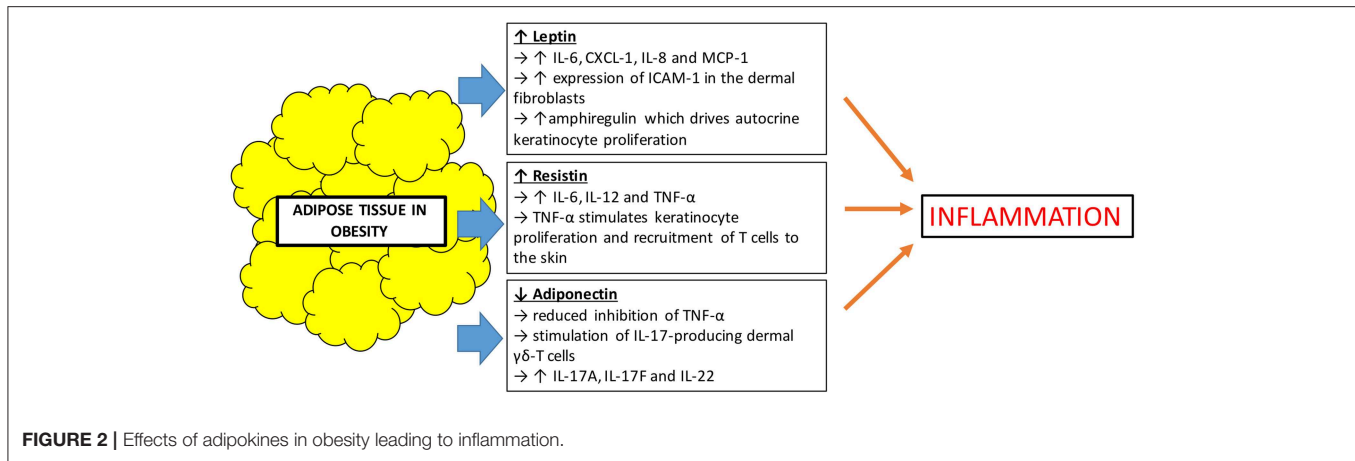 ↑ Leptin
→ ↑ IL-6, CXCL-1, IL-8 and MCP-1
→ ↑ expression of ICAM-1 in the dermal
fibroblasts
→ ↑amphiregulin which drives autocrine
keratinocyte proliferation
ADIPOSE TISSUE IN
OBESITY
↑ Resistin
→ ↑ IL-6, IL-12 and TNF-α
→ TNF-α stimulates keratinocyte
proliferation and recruitment of T cells to
the skin
↓ Adiponectin
→ reduced inhibition of TNF-α
→ stimulation of IL-17-producing dermal
γδ-T cells
→ ↑ IL-17A, IL-17F and IL-22
INFLAMMATION
FIGURE 2 | Effects of adipokines in obesity leading to inflammation.